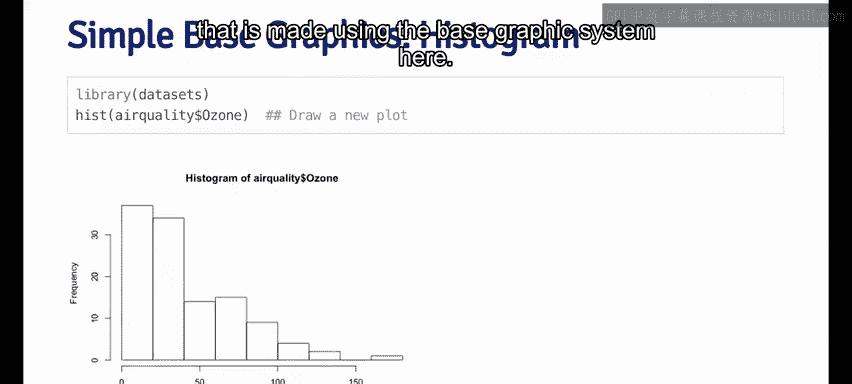 Simple Base Graphics: Histogram
that is made using the base graphic system
here.
library(datasets)
hist(airquality$Ozone)  ## Draw a new plot
Histogram of airquality$Ozone
Frequency
30
20
10
0
0 50 100 150